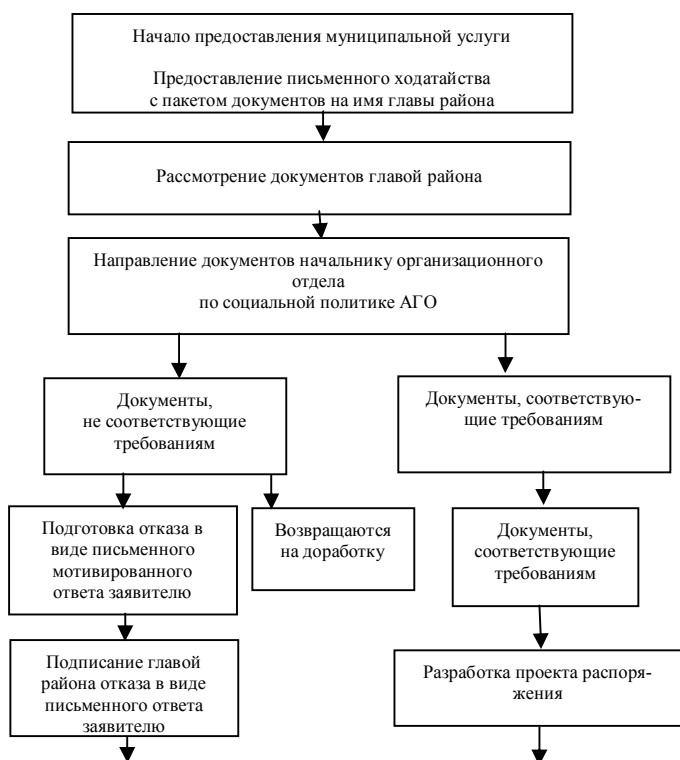 Начало предоставления муниципальной услуги
Предоставление письменного ходатайства
с пакетом документов на имя главы района
Рассмотрение документов главой района
Направление документов начальнику организационного
отдела
по социальной политике АГО
Документы,
не соответствующие
требованиям
Документы, соответствую-
щие требованиям
Подготовка отказа в
виде письменного
мотивированного
ответа заявителю
Возвращаются
на доработку
Документы,
соответствующие
требованиям
Подписание главой
района отказа в виде
письменного ответа
заявителю
Разработка проекта распоря-
жения